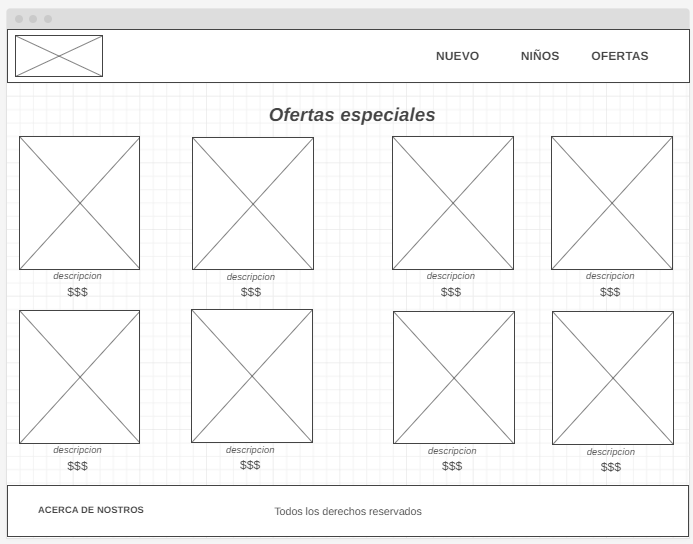 NUEVO NIÑOS OFERTAS
Ofertas especiales
descripcion descripcion descripcion descripcion
$$$ $$$ $$$ $$$
descripcion descripcion descripcion descripcion
$$$ $$$ $$$ $$$
ACERCA DE NOSTROS Todos los derechos reservados